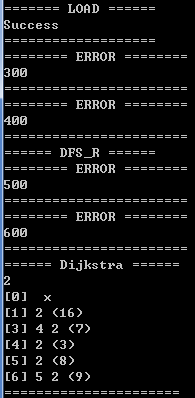 ======= LOAD ======
Success
===================
======== ERROR ========
300
=======================
======== ERROR ========
400
=======================
====== DFS_R ======
======== ERROR ========
500
=======================
======== ERROR ========
600
=======================
====== Dijkstra ======
2
[0]  x
[1] 2 (16)
[3] 4 2 (7)
[4] 2 (3)
[5] 2 (8)
[6] 5 2 (9)
======================